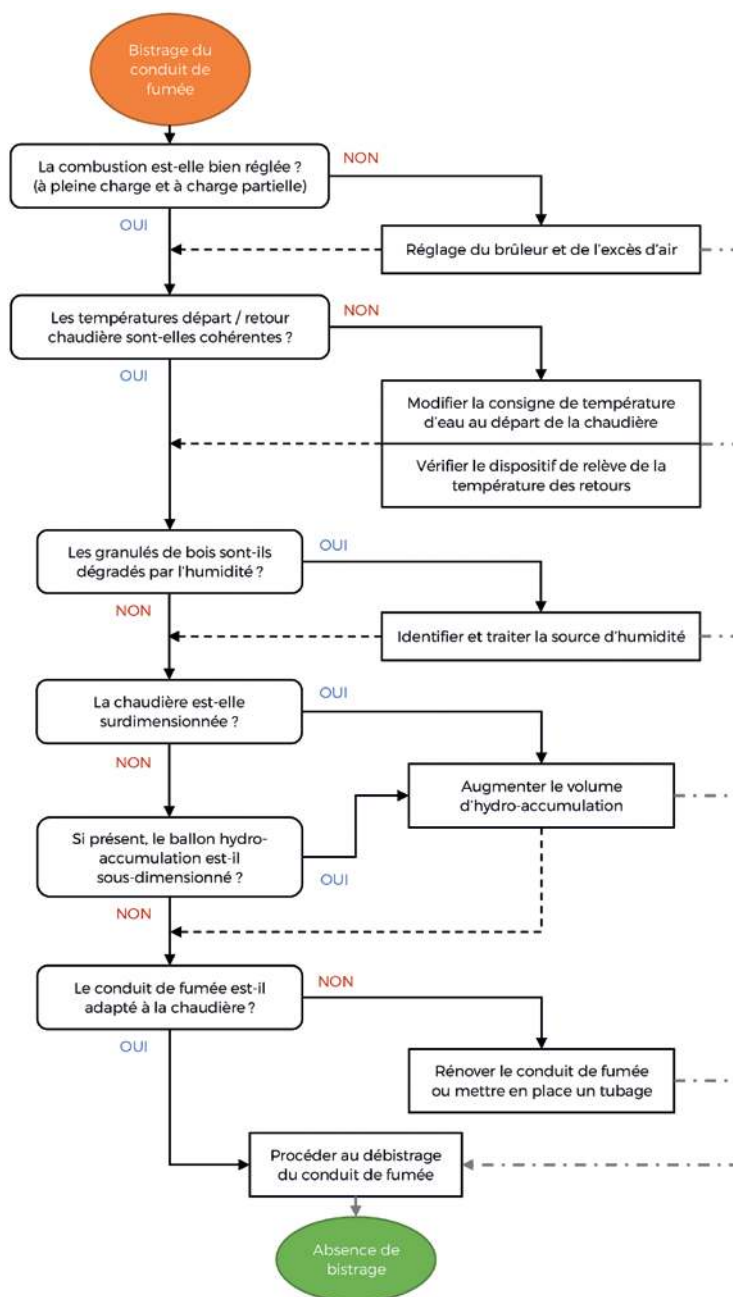 Bistrage du
conduit de
fumée
La combustion est-elle bien réglée ?
(à pleine charge et à charge partielle)
NON
OUI
Réglage du brûleur et de l'excès d'air
Les températures départ / retour
chaudière sont-elles cohérentes ?
NON
OUI
Modifier la consigne de température
d'eau au départ de la chaudière
Vérifier le dispositif de relève de la
température des retours
Les granulés de bois sont-ils
dégradés par l'humidité ?
OUI
NON
Identifier et traiter la source d'humidité
La chaudière est-elle
surdimensionnée ?
OUI
NON
Augmenter le volume
d'hydro-accumulation
Si présent, le ballon hydro-
accumulation est-il
sous-dimensionné ?
OUI
NON
Le conduit de fumée est-il
adapté à la chaudière ?
NON
OUI
Rénover le conduit de fumée
ou mettre en place un tubage
Procéder au débistrage
du conduit de fumée
Absence de
bistrage